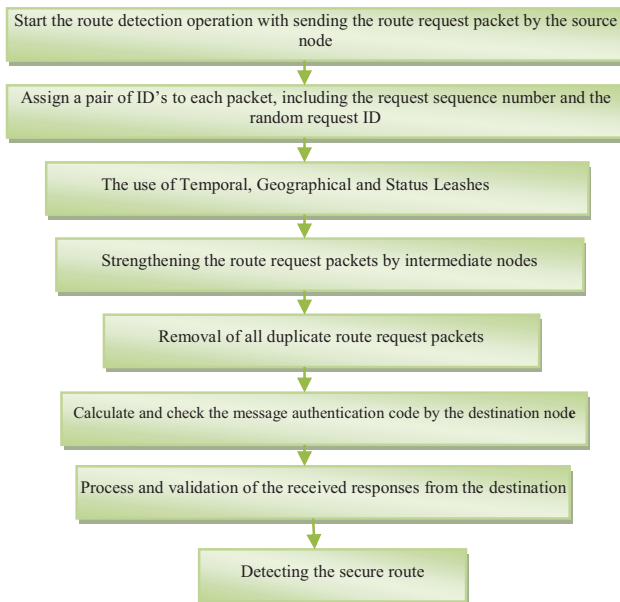 Start the route detection operation with sending the route request packet by the source
node
Assign a pair of ID's to each packet, including the request sequence number and the
random request ID
The use of Temporal, Geographical and Status Leashes
Strengthening the route request packets by intermediate nodes
Removal of all duplicate route request packets
Calculate and check the message authentication code by the destination node
Process and validation of the received responses from the destination
Detecting the secure route